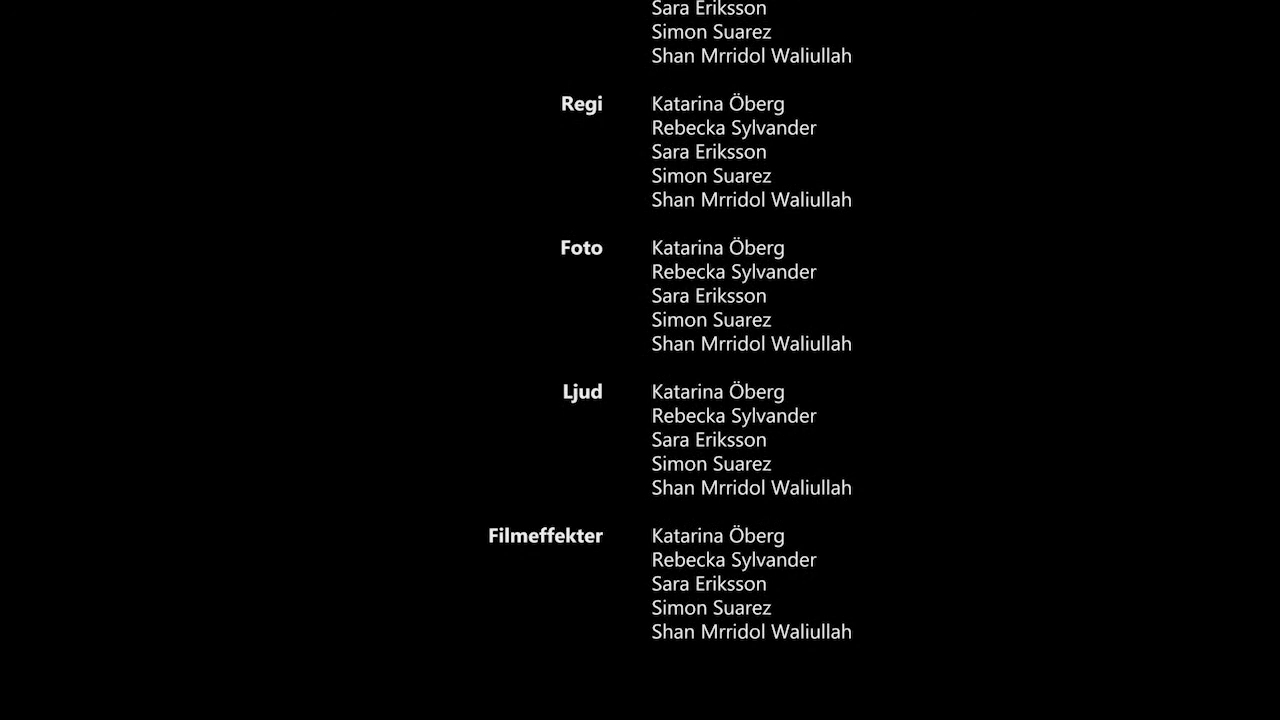 Sara Eriksson
Simon Suarez
Shan Mrridol Waliullah
Regi Katarina Öberg
Rebecka Sylvander
Sara Eriksson
Simon Suarez
Shan Mrridol Waliullah
Foto Katarina Öberg
Rebecka Sylvander
Sara Eriksson
Simon Suarez
Shan Mrridol Waliullah
Ljud Katarina Öberg
Rebecka Sylvander
Sara Eriksson
Simon Suarez
Shan Mrridol Waliullah
Filmeffekter Katarina Öberg
Rebecka Sylvander
Sara Eriksson
Simon Suarez
Shan Mrridol Waliullah